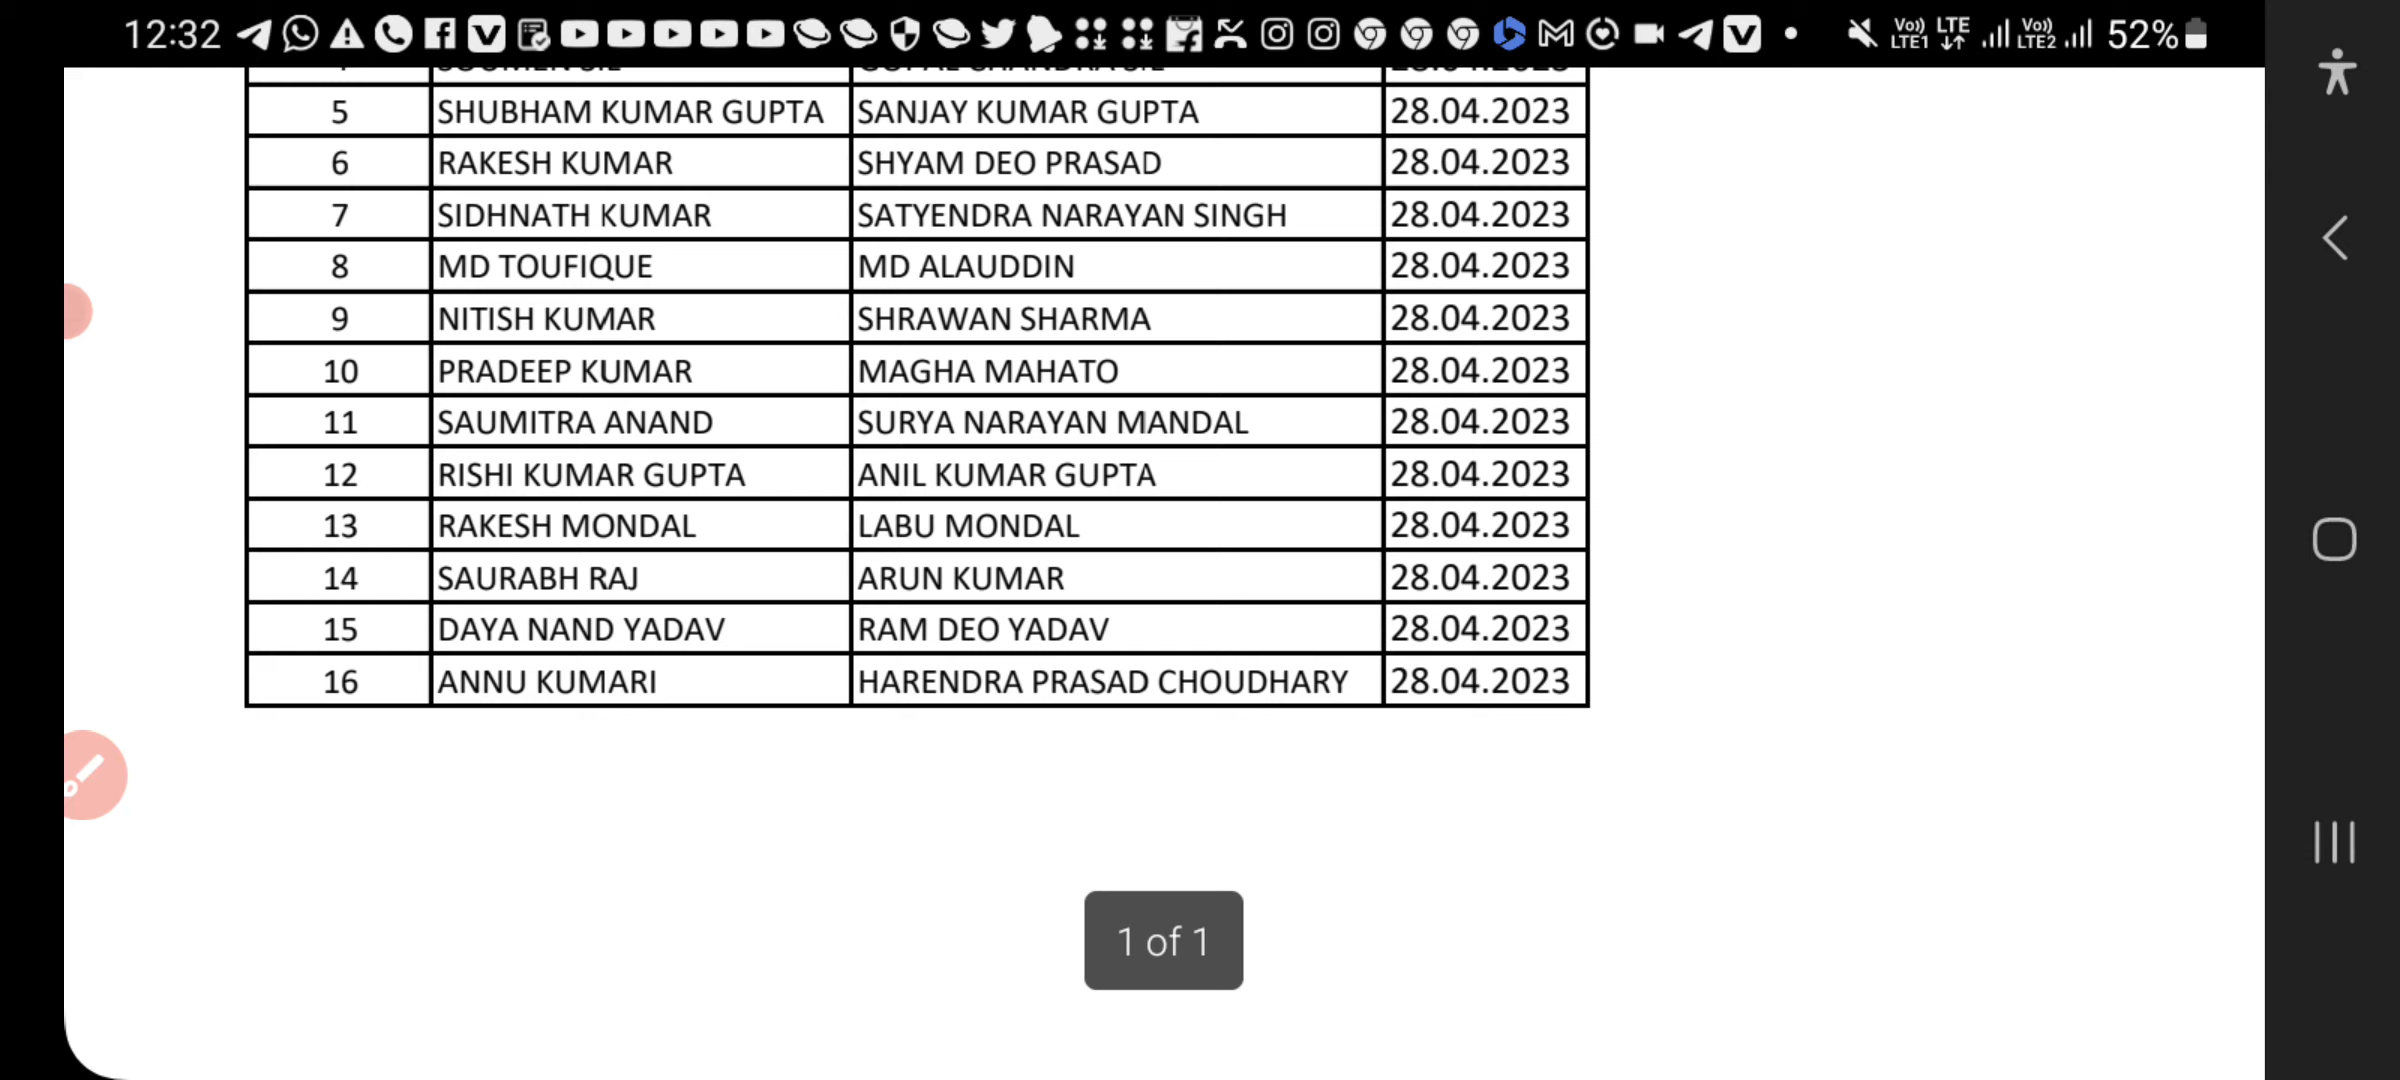 12:32 Vo)) LTE1 LTE Vo)) LTE2 52%
5 SHUBHAM KUMAR GUPTA SANJAY KUMAR GUPTA 28.04.2023
6 RAKESH KUMAR SHYAM DEO PRASAD 28.04.2023
7 SIDHNATH KUMAR SATYENDRA NARAYAN SINGH 28.04.2023
8 MD TOUFIQUE MD ALAUDDIN 28.04.2023
9 NITISH KUMAR SHRAWAN SHARMA 28.04.2023
10 PRADEEP KUMAR MAGHA MAHATO 28.04.2023
11 SAUMITRA ANAND SURYA NARAYAN MANDAL 28.04.2023
12 RISHI KUMAR GUPTA ANIL KUMAR GUPTA 28.04.2023
13 RAKESH MONDAL LABU MONDAL 28.04.2023
14 SAURABH RAJ ARUN KUMAR 28.04.2023
15 DAYA NAND YADAV RAM DEO YADAV 28.04.2023
16 ANNU KUMARI HARENDRA PRASAD CHOUDHARY 28.04.2023
1 of 1